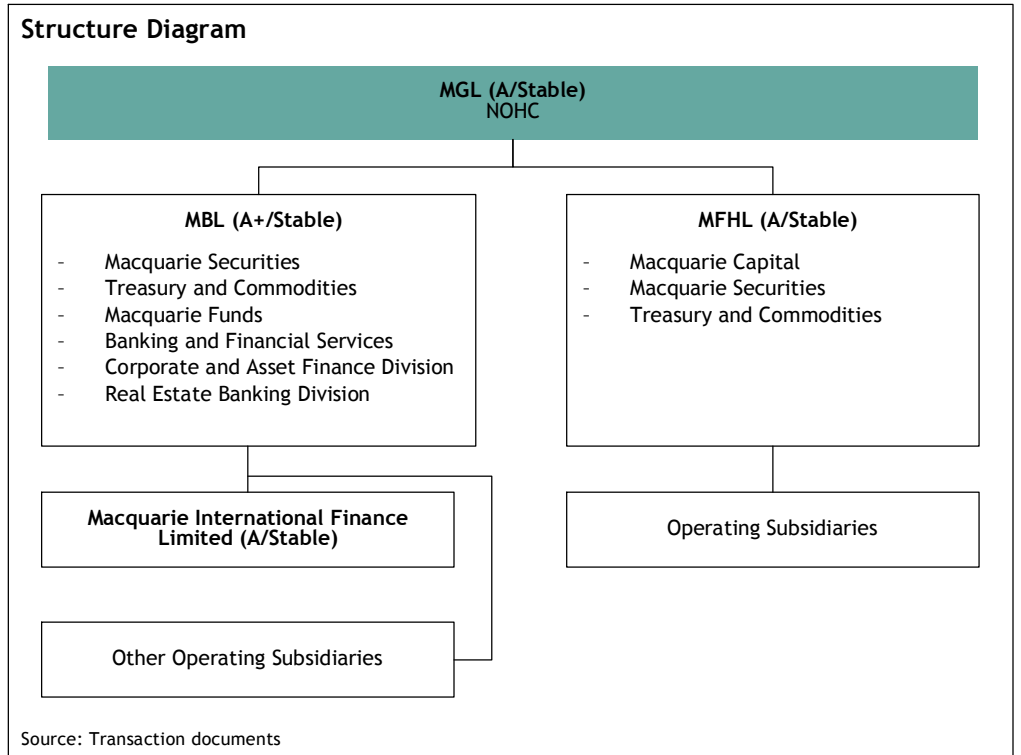 Structure Diagram
MGL (A/Stable)
NOHC
MBL (A+/Stable)
- Macquarie Securities
- Treasury and Commodities
- Macquarie Funds
- Banking and Financial Services
- Corporate and Asset Finance Division
- Real Estate Banking Division
MFHL (A/Stable)
- Macquarie Capital
- Macquarie Securities
- Treasury and Commodities
Macquarie International Finance
Limited (A/Stable)
Operating Subsidiaries
Other Operating Subsidiaries
Source: Transaction documents